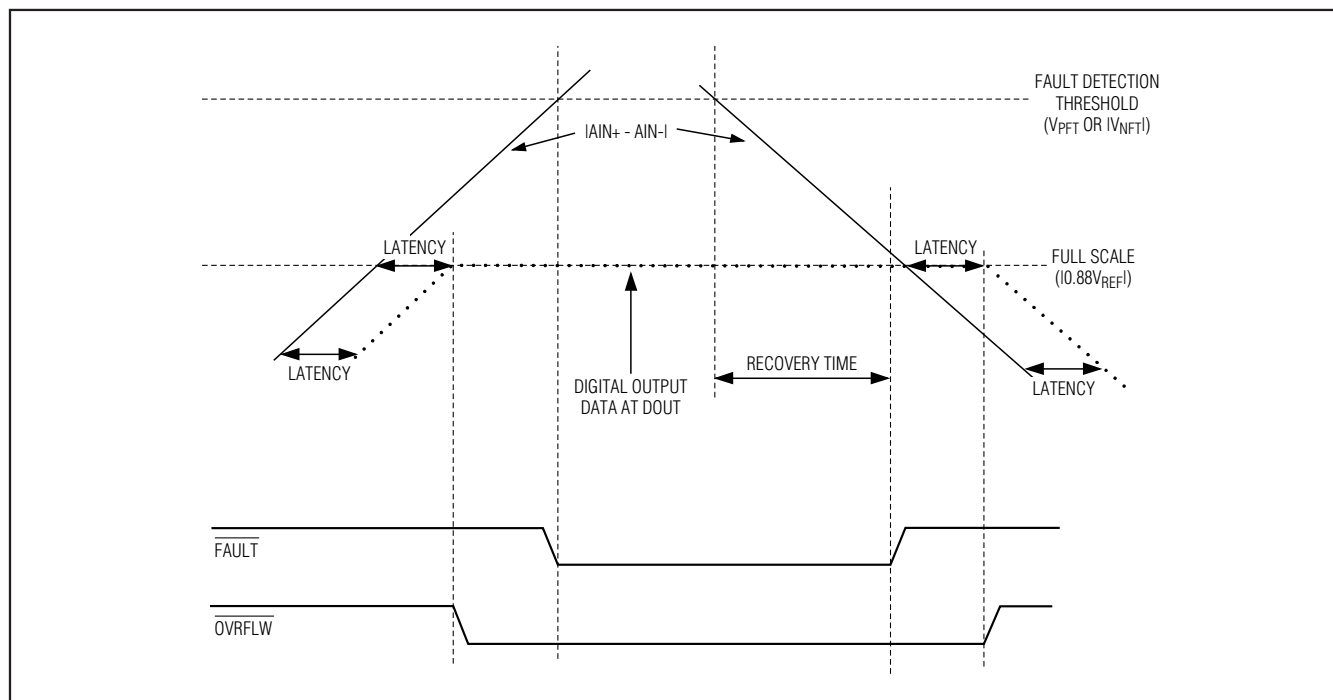 FAULT DETECTION
THRESHOLD
(VPFT OR |VNFT|)
|AIN+ - AIN-|
LATENCY
LATENCY
FULL SCALE
(|0.88VREF|)
LATENCY
RECOVERY TIME
DIGITAL OUTPUT
DATA AT DOUT
LATENCY
FAULT
OVRFLW